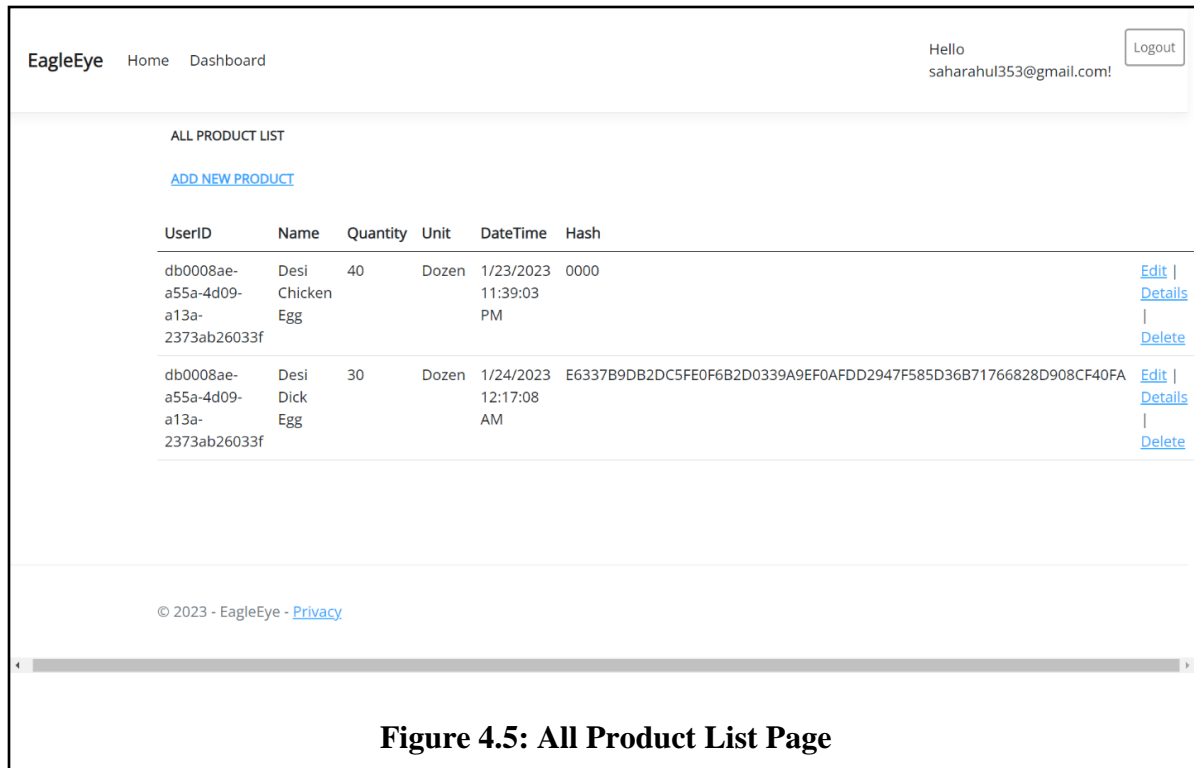 EagleEye Home Dashboard
Hello
saharahul353@gmail.com!
Logout
ALL PRODUCT LIST
ADD NEW PRODUCT
UserID Name Quantity Unit DateTime Hash
db0008ae- Desi 40 Dozen 1/23/2023 0000 Edit |
a55a-4d09- Chicken 11:39:03 Details
a13a- Egg PM |
2373ab26033f Delete
db0008ae- Desi 30 Dozen 1/24/2023 E6337B9DB2DC5FE0F6B2D0339A9EF0AFDD2947F585D36B71766828D908CF40FA Edit |
a55a-4d09- Dick 12:17:08 Details
a13a- Egg AM |
2373ab26033f Delete
© 2023 - EagleEye - Privacy
Figure 4.5: All Product List Page